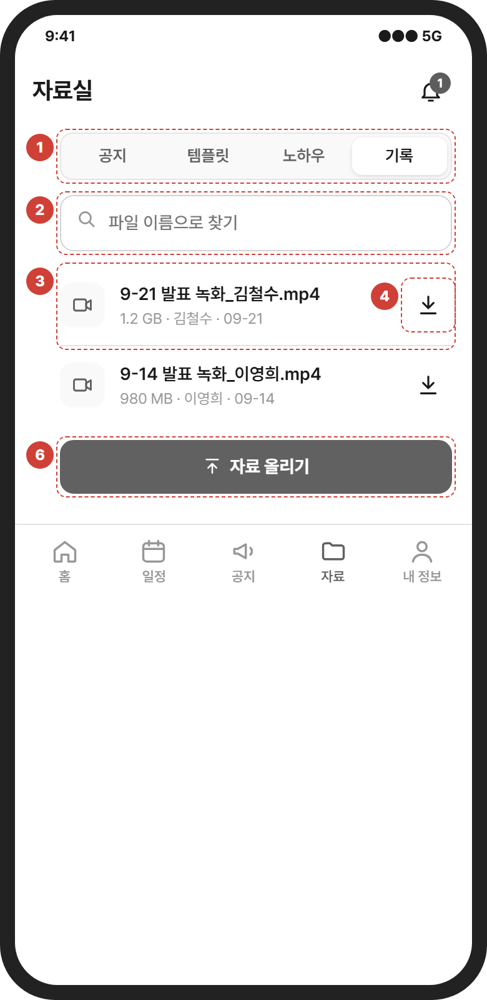 9:41
5G
자료실
1
1
공지 템플릿 노하우 기록
2
파일 이름으로 찾기
3
9-21 발표 녹화_김철수.mp4
1.2 GB · 김철수 · 09-21
4
9-14 발표 녹화_이영희.mp4
980 MB · 이영희 · 09-14
6
자료 올리기
홈 일정 공지 자료 내 정보